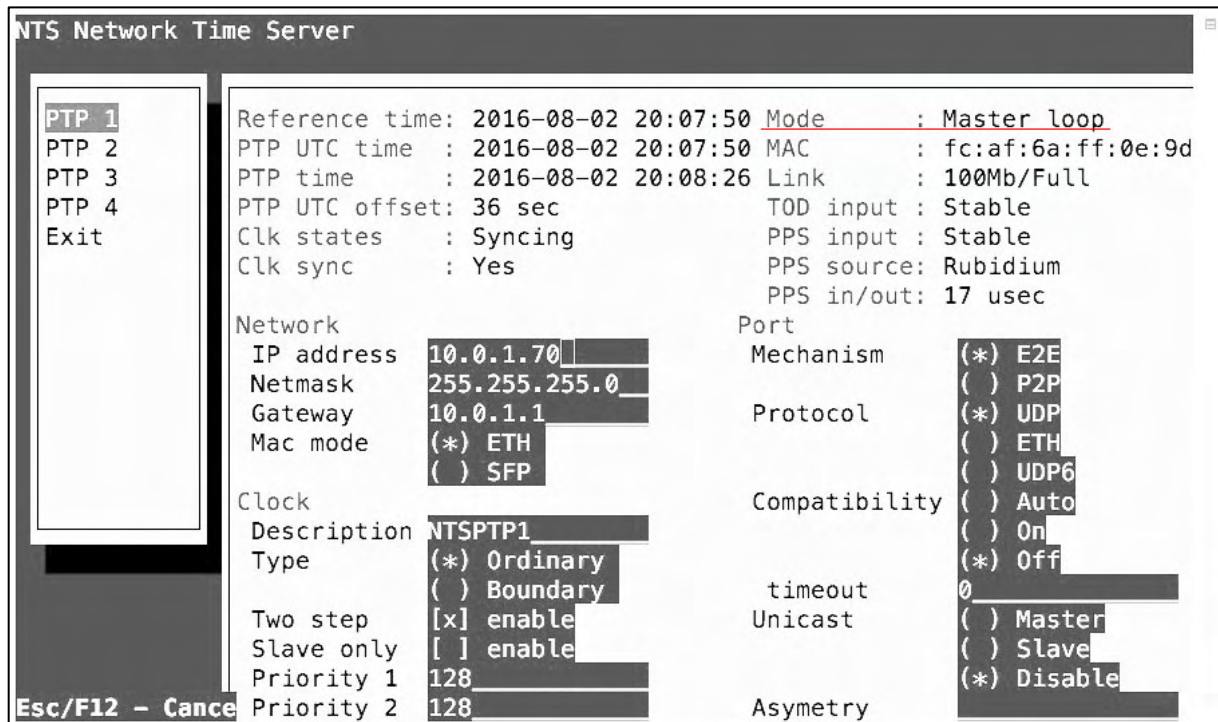 NTS Network Time Server
PTP 1
PTP 2
PTP 3
PTP 4
Exit
Reference time: 2016-08-02 20:07:50 Mode : Master loop
PTP UTC time : 2016-08-02 20:07:50 MAC : fc:af:6a:ff:0e:9d
PTP time : 2016-08-02 20:08:26 Link : 100Mb/Full
PTP UTC offset: 36 sec TOD input : Stable
Clk states : Syncing PPS input : Stable
Clk sync : Yes PPS source: Rubidium
PPS in/out: 17 usec
Network Port
IP address 10.0.1.70 Mechanism (*) E2E
Netmask 255.255.255.0__ ( ) P2P
Gateway 10.0.1.1 Protocol (*) UDP
Mac mode (*) ETH ( ) ETH
( ) SFP ( ) UDP6
Clock Compatibility ( ) Auto
Description NTSPTP1 ( ) On
Type (*) Ordinary (*) Off
( ) Boundary timeout 0
Two step [x] enable Unicast ( ) Master
Slave only [ ] enable ( ) Slave
Priority 1 128 (*) Disable
Esc/F12 – Cance Priority 2 128 Asymetry